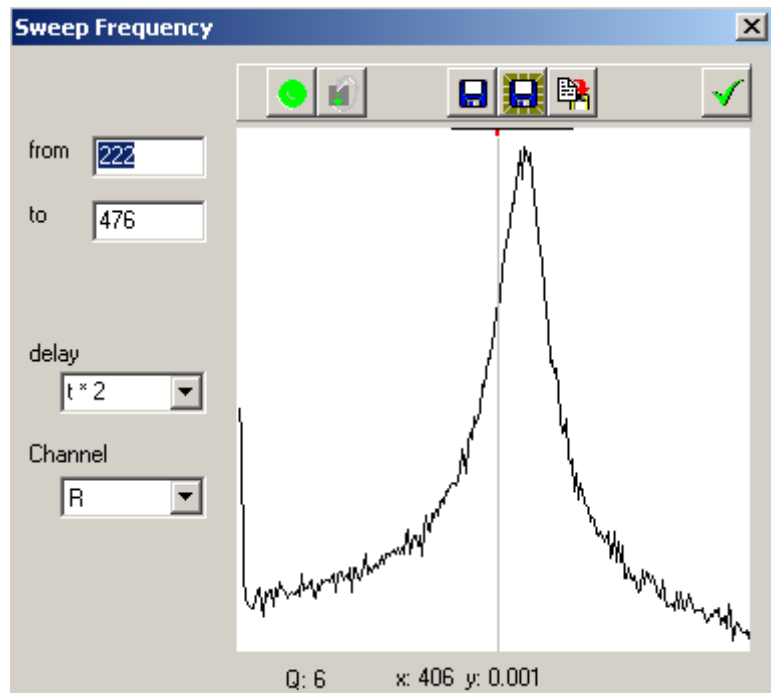 Sweep Frequency
from 222
to 476
delay
t * 2
Channel
R
Q: 6 x: 406 y: 0.001